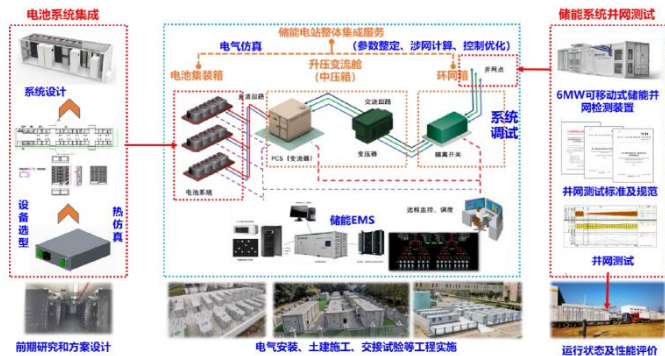 电池系统集成
系统设计
设备选型
热仿真
前期研究和方案设计
储能电站整体集成服务
电气仿真
(参数整定、涉网计算、控制优化)
电池集装箱
升压变流舱
(中压箱)
环网箱
直流回路
交流回路
并网点
系统
调试
电池系统
PCS(变流器)
变压器
隔离开关
储能EMS
远程监控、调度
电气安装、土建施工、交接试验等工程实施
储能系统并网测试
6MW可移动式储能并
网检测装置
并网测试标准及规范
并网测试
运行状态及性能评价